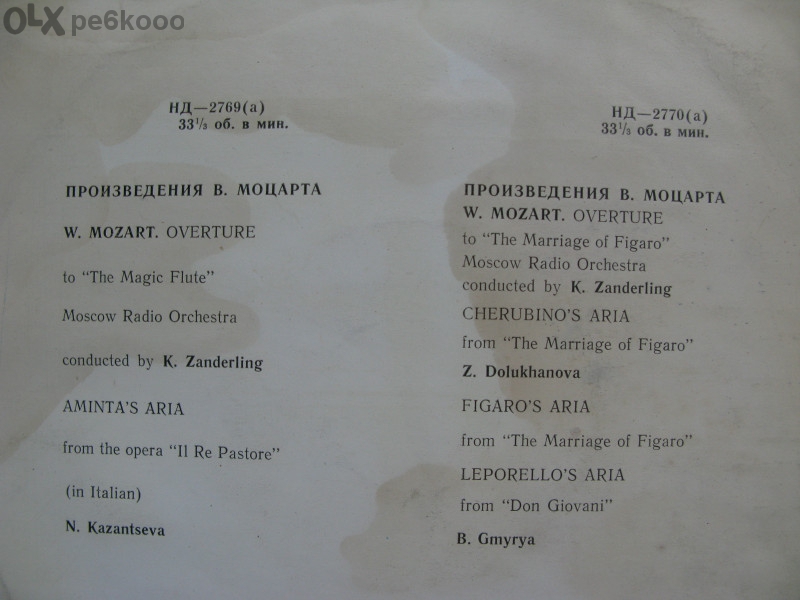 OLX pe6kooo
НД—2769(а)
33⅓ об. в мин.
ПРОИЗВЕДЕНИЯ В. МОЦАРТА
W. MOZART. OVERTURE
to “The Magic Flute”
Moscow Radio Orchestra
conducted by K. Zanderling
AMINTA'S ARIA
from the opera “Il Re Pastore”
(in Italian)
N. Kazantseva
НД—2770(а)
33⅓ об. в мин.
ПРОИЗВЕДЕНИЯ В. МОЦАРТА
W. MOZART. OVERTURE
to “The Marriage of Figaro”
Moscow Radio Orchestra
conducted by K. Zanderling
CHERUBINO'S ARIA
from “The Marriage of Figaro”
Z. Dolukhanova
FIGARO'S ARIA
from “The Marriage of Figaro”
LEPORELLO'S ARIA
from “Don Giovani”
B. Gmyrya